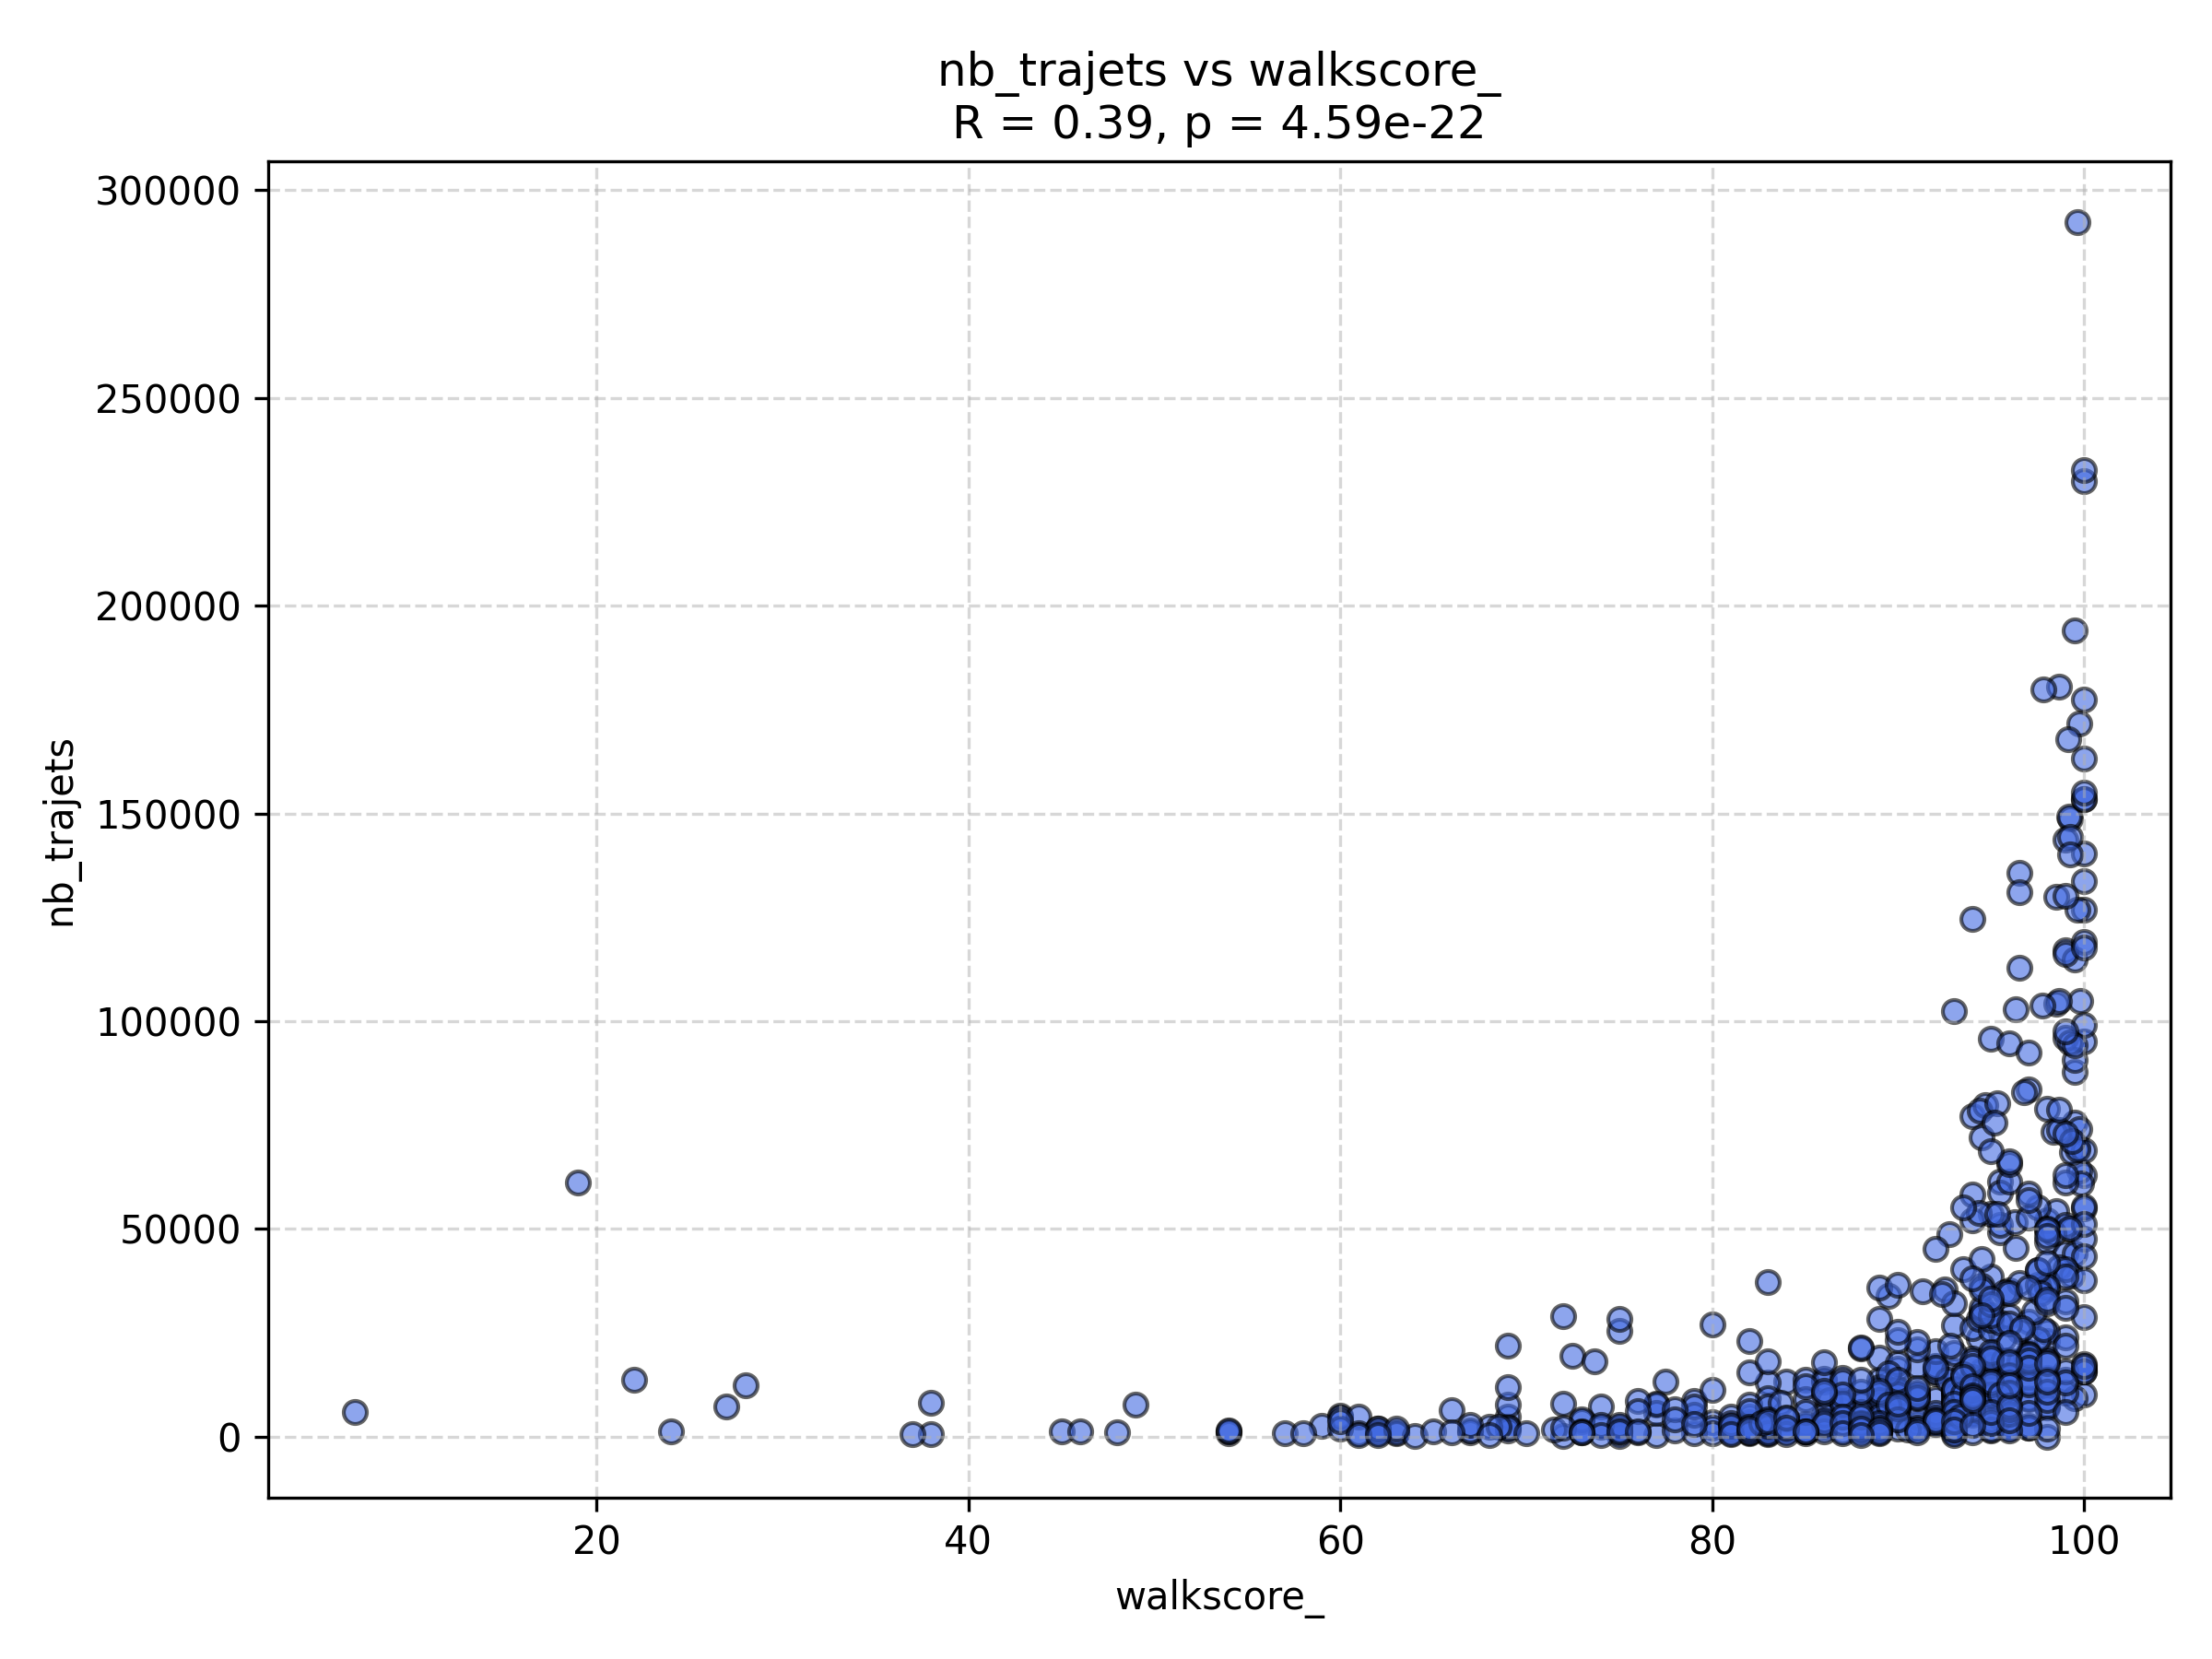 nb_trajets vs walkscore_
R = 0.39, p = 4.59e-22
300000
250000
200000
150000
100000
50000
0
nb_trajets
20 40 60 80 100
walkscore_